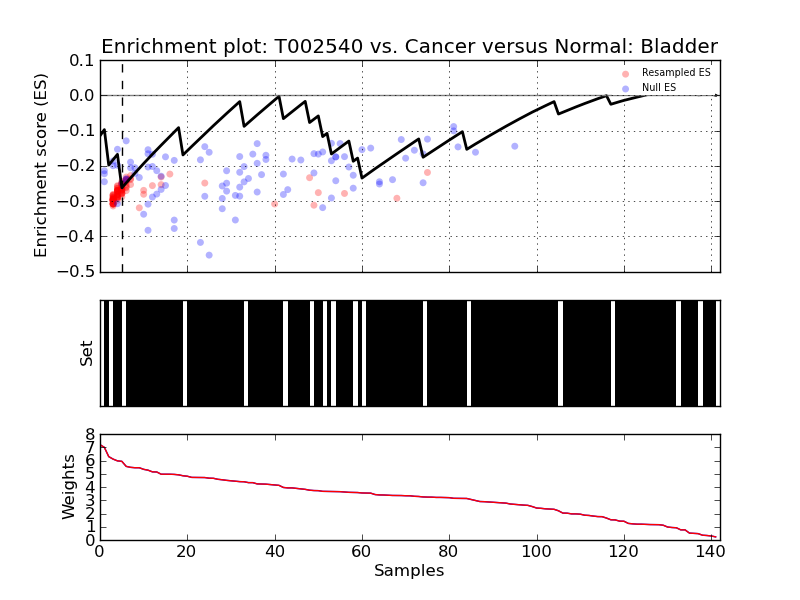 Enrichment plot: T002540 vs. Cancer versus Normal: Bladder
Enrichment score (ES)
0.1
0.0
−0.1
−0.2
−0.3
−0.4
−0.5
Resampled ES
Null ES
Set
Weights
8
7
6
5
4
3
2
1
0
0 20 40 60 80 100 120 140
Samples